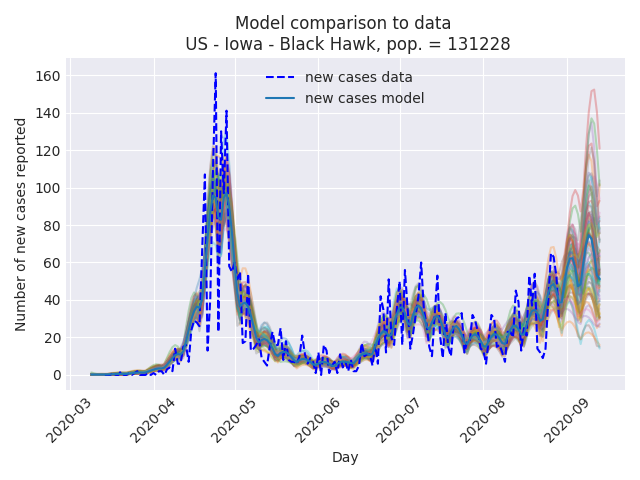 Model comparison to data
US - Iowa - Black Hawk, pop. = 131228
new cases data
new cases model
Number of new cases reported
160
140
120
100
80
60
40
20
0
2020-03
2020-04
2020-05
2020-06
2020-07
2020-08
2020-09
Day